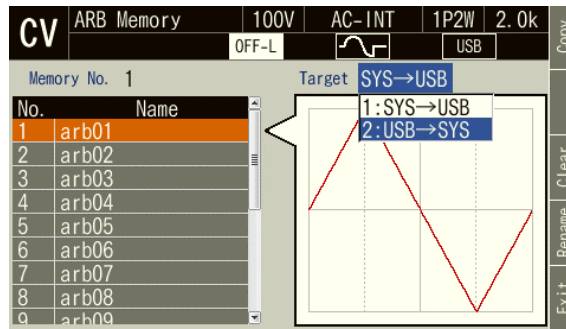 CV
ARB Memory 100V AC-INT 1P2W 2.0k
OFF-L USB
Memory No. 1 Target SYS→USB
1:SYS→USB
2:USB→SYS
No. Name
1 arb01
2 arb02
3 arb03
4 arb04
5 arb05
6 arb06
7 arb07
8 arb08
9 arb09
Copy
Clear
Rename
Exit